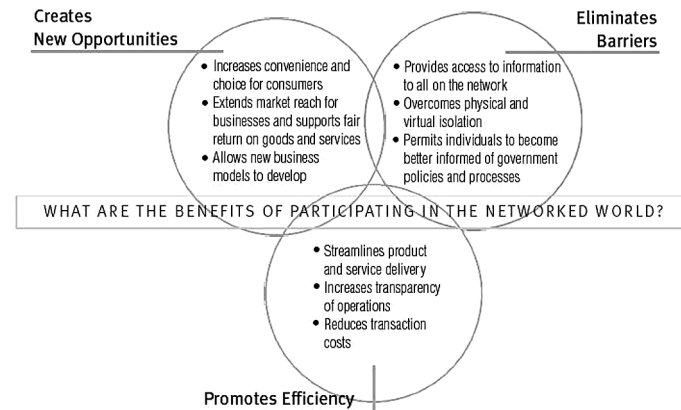 Creates
New Opportunities
• Increases convenience and
choice for consumers
• Extends market reach for
businesses and supports fair
return on goods and services
• Allows new business
models to develop
Eliminates
Barriers
• Provides access to information
to all on the network
• Overcomes physical and
virtual isolation
• Permits individuals to become
better informed of government
policies and processes
WHAT ARE THE BENEFITS OF PARTICIPATING IN THE NETWORKED WORLD?
• Streamlines product
and service delivery
• Increases transparency
of operations
• Reduces transaction
costs
Promotes Efficiency